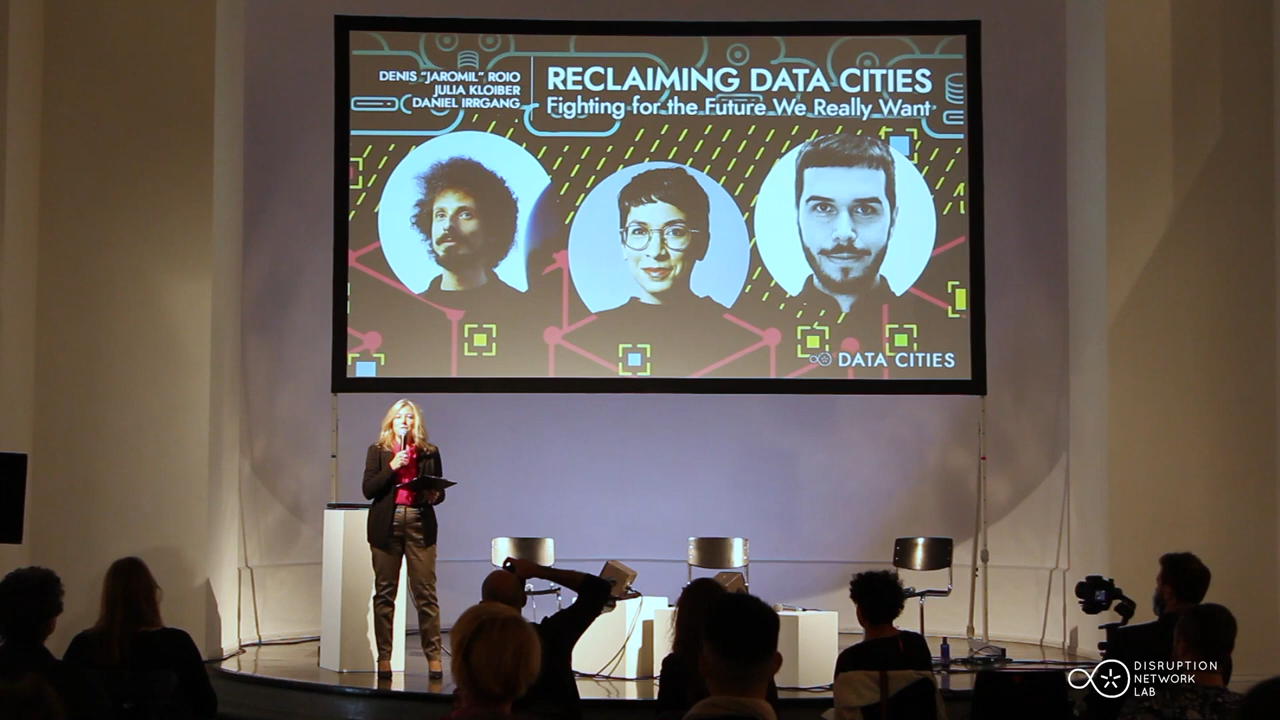 DENIS "JAROMIL" ROIO
JULIA KLOIBER
DANIEL IRRGANG
RECLAIMING DATA CITIES
Fighting for the Future We Really Want
DATA CITIES
DISRUPTION
NETWORK
LAB